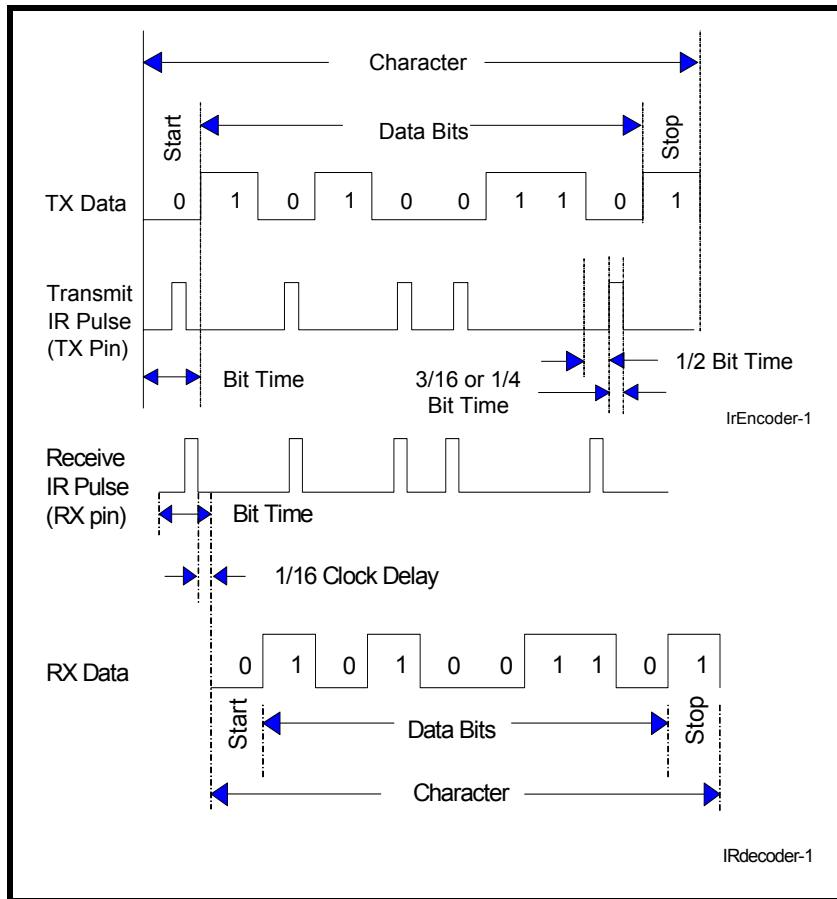 Character
Start
Data Bits
Stop
TX Data
0 1 0 1 0 0 1 1 0 1
Transmit
IR Pulse
(TX Pin)
Bit Time
3/16 or 1/4
Bit Time
1/2 Bit Time
IrEncoder-1
Receive
IR Pulse
(RX pin)
Bit Time
1/16 Clock Delay
RX Data
0 1 0 1 0 0 1 1 0 1
Start
Data Bits
Stop
Character
IRdecoder-1